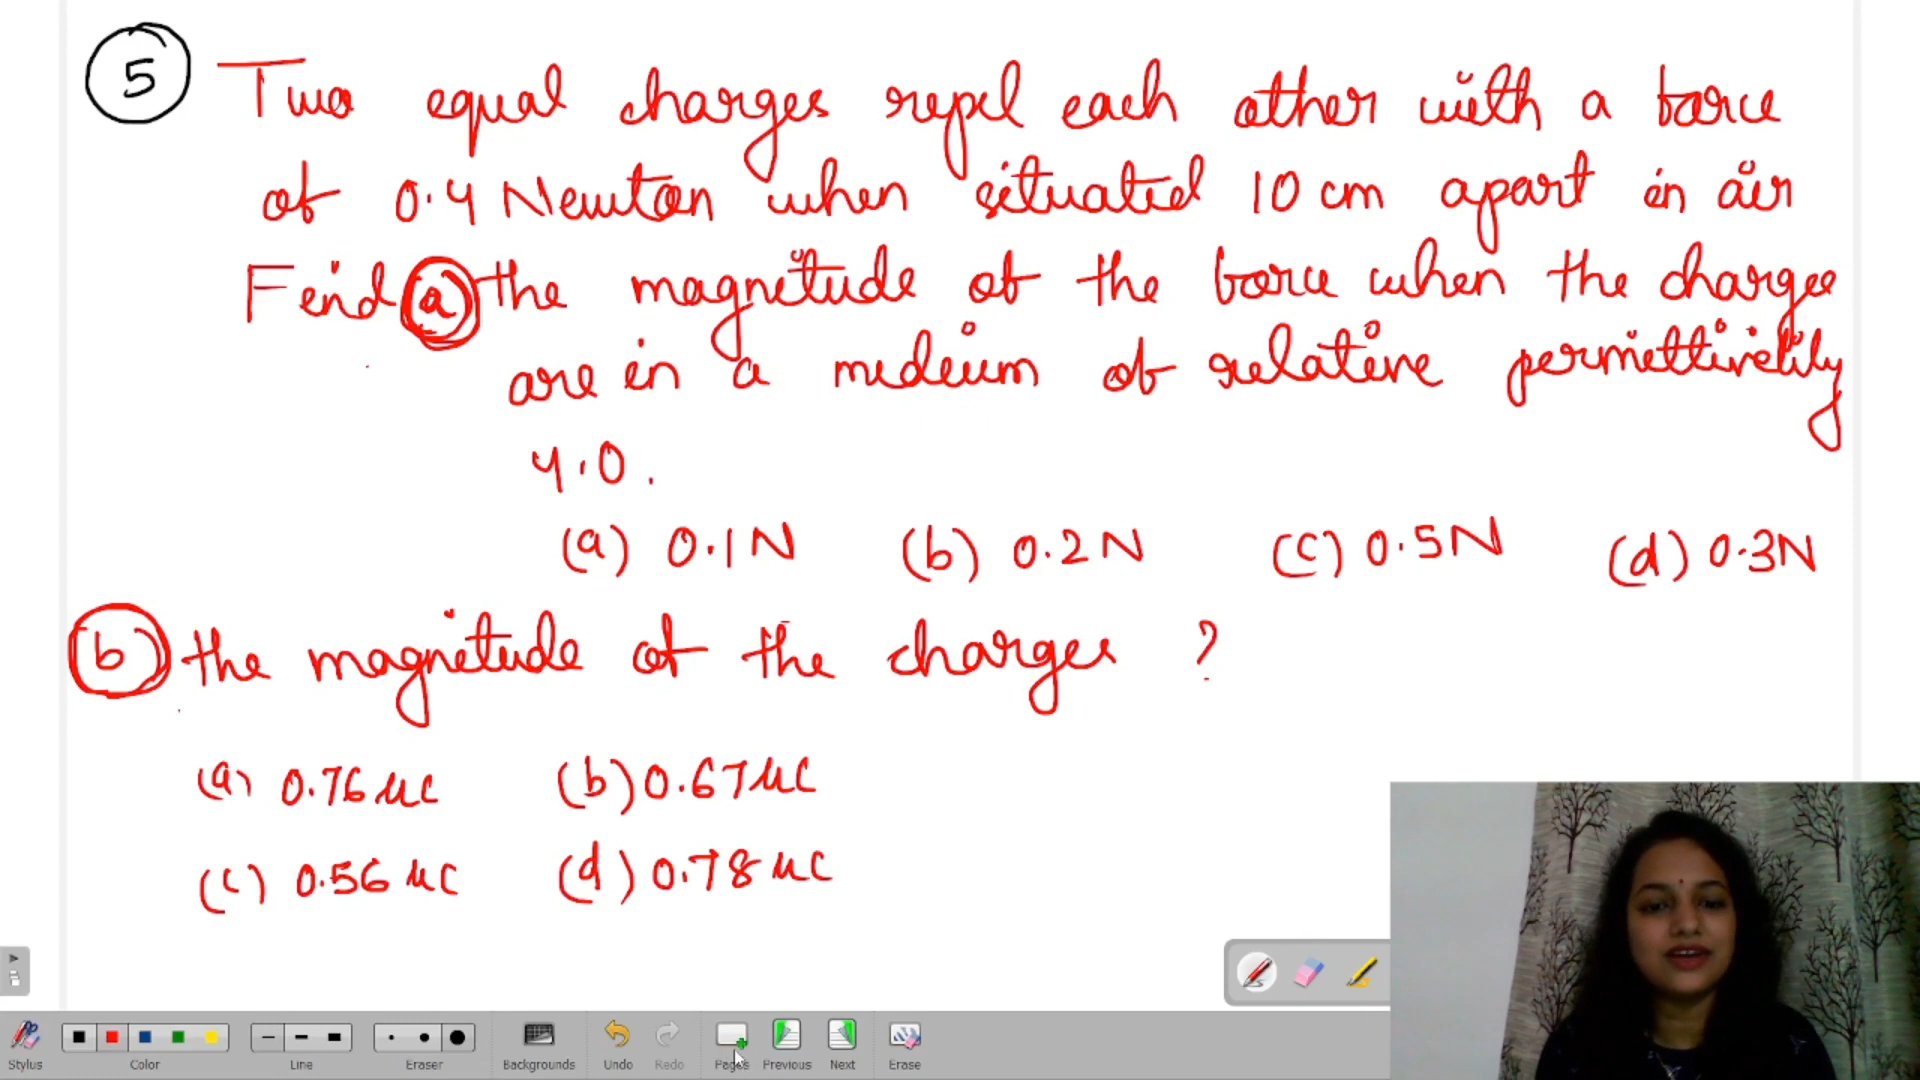 5 Two equal charges repel each other with a force
of 0.4 Newton when situated 10 cm apart in air
Find (a) the magnitude of the force when the charges
are in a medium of relative permittivity
4.0.
(a) 0.1N (b) 0.2N (c) 0.5N (d) 0.3N
(b) the magnitude of the charges ?
(a) 0.76 μC (b) 0.67 μC
(c) 0.56 μC (d) 0.78 μC
Stylus Color Line Eraser Backgrounds Undo Redo Pages Previous Next Erase